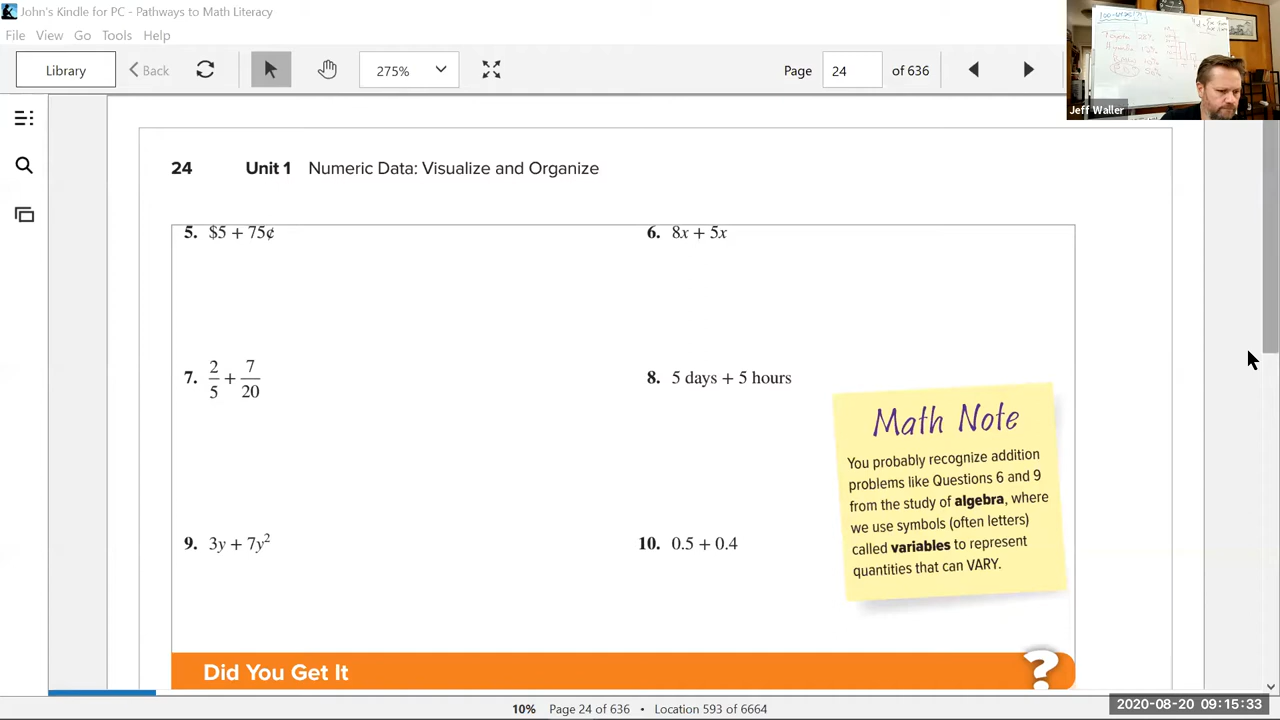 John's Kindle for PC - Pathways to Math Literacy
File View Go Tools Help
Library
Back
275%
Page 24 of 636
Jeff Waller
24 Unit 1 Numeric Data: Visualize and Organize
5. $5 + 75¢
6. 8x + 5x
7. 2/5 + 7/20
8. 5 days + 5 hours
Math Note
You probably recognize addition
problems like Questions 6 and 9
from the study of algebra, where
we use symbols (often letters)
called variables to represent
quantities that can VARY.
9. 3y + 7y²
10. 0.5 + 0.4
Did You Get It
?
10% Page 24 of 636 • Location 593 of 6664
2020-08-20 09:15:33